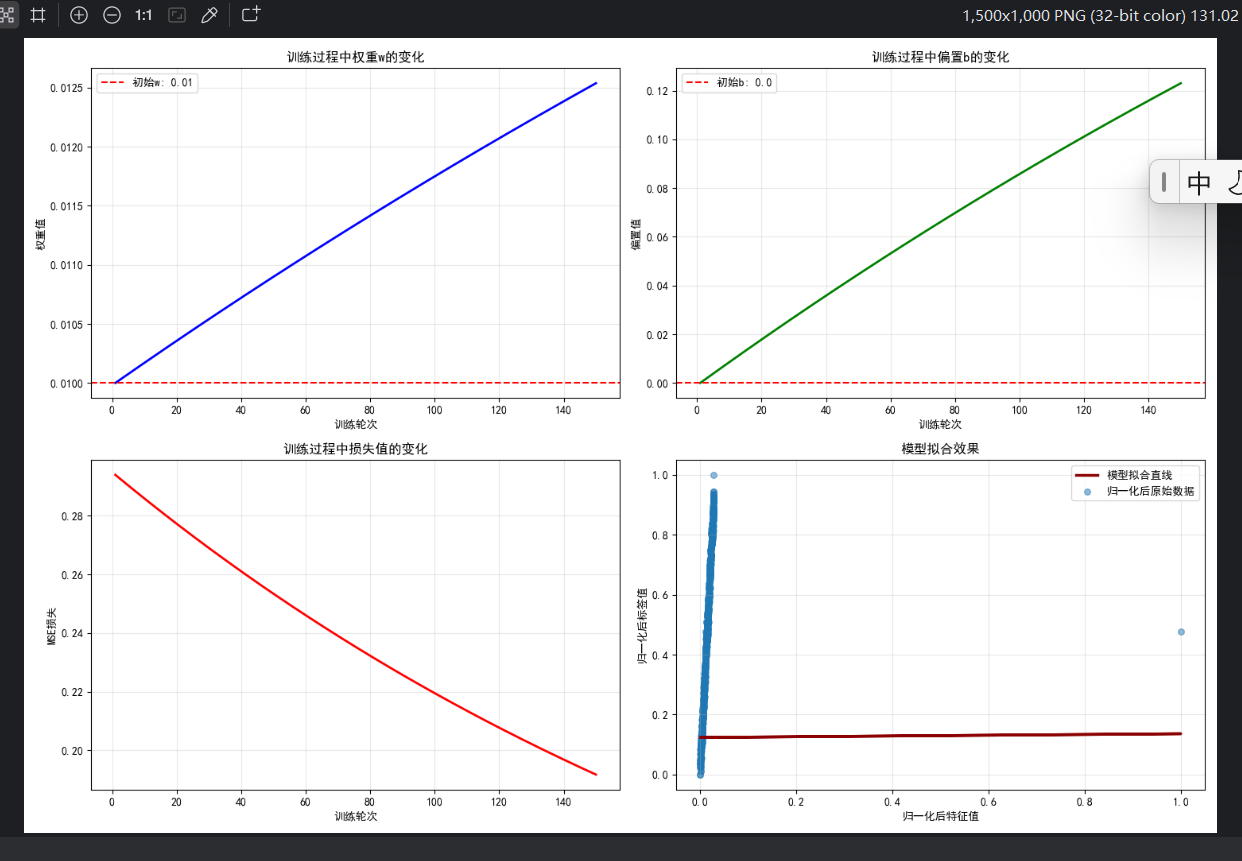 1:1
1,500x1,000 PNG (32-bit color) 131.02
训练过程中权重w的变化
初始w: 0.01
权重值
0.0125
0.0120
0.0115
0.0110
0.0105
0.0100
0 20 40 60 80 100 120 140
训练轮次
训练过程中偏置b的变化
初始b: 0.0
偏置值
0.12
0.10
0.08
0.06
0.04
0.02
0.00
0 20 40 60 80 100 120 140
训练轮次
中
训练过程中损失值的变化
MSE损失
0.28
0.26
0.24
0.22
0.20
0 20 40 60 80 100 120 140
训练轮次
模型拟合效果
模型拟合直线
归一化后原始数据
归一化后标签值
1.0
0.8
0.6
0.4
0.2
0.0
0.0 0.2 0.4 0.6 0.8 1.0
归一化后特征值